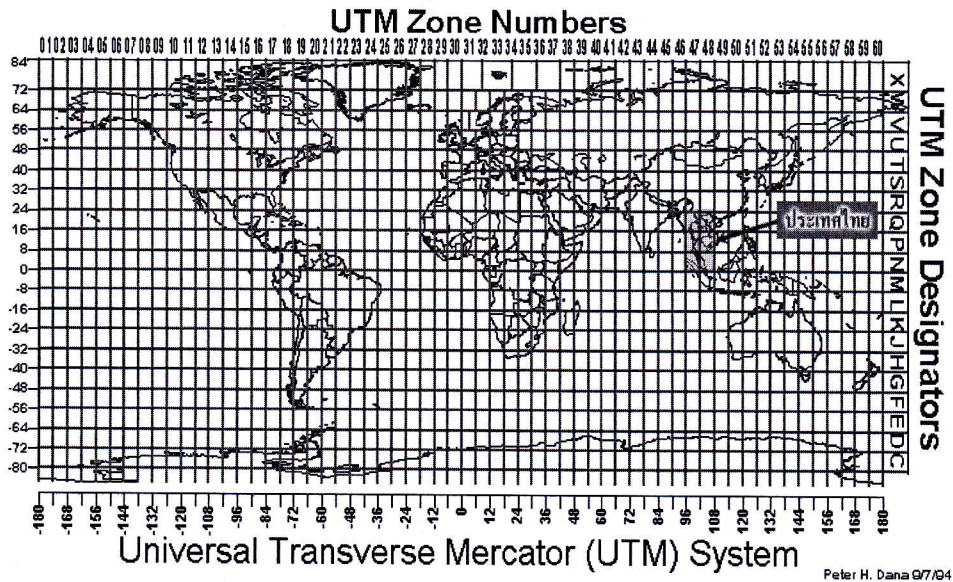 UTM Zone Numbers
01 02 03 04 05 06 07 08 09 10 11 12 13 14 15 16 17 18 19 20 21 22 23 24 25 26 27 28 29 30 31 32 33 34 35 36 37 38 39 40 41 42 43 44 45 46 47 48 49 50 51 52 53 54 55 56 57 58 59 60
84
72
64
56
48
40
32
24
16
8
0
-8
-16
-24
-32
-40
-48
-56
-64
-72
-80
X
W
V
U
T
S
R
Q
P
N
M
L
K
J
H
G
F
E
D
C
UTM Zone Designators
ประเทศไทย
-180 -168 -156 -144 -132 -120 -108 -96 -84 -72 -60 -48 -36 -24 -12 0 12 24 36 48 60 72 84 96 108 120 132 144 156 168 180
Universal Transverse Mercator (UTM) System
Peter H. Dana 9/7/94